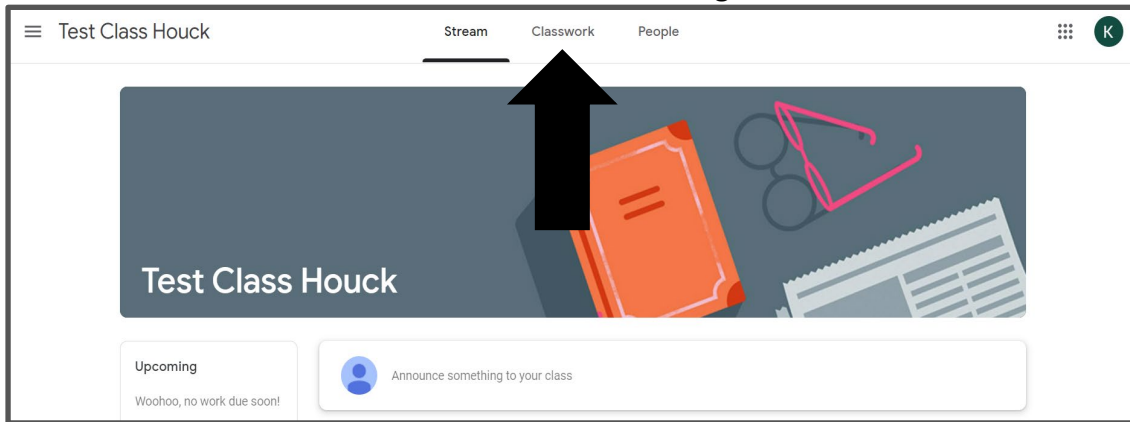 Test Class Houck
Stream Classwork People
K
Test Class Houck
Upcoming
Woohoo, no work due soon!
Announce something to your class